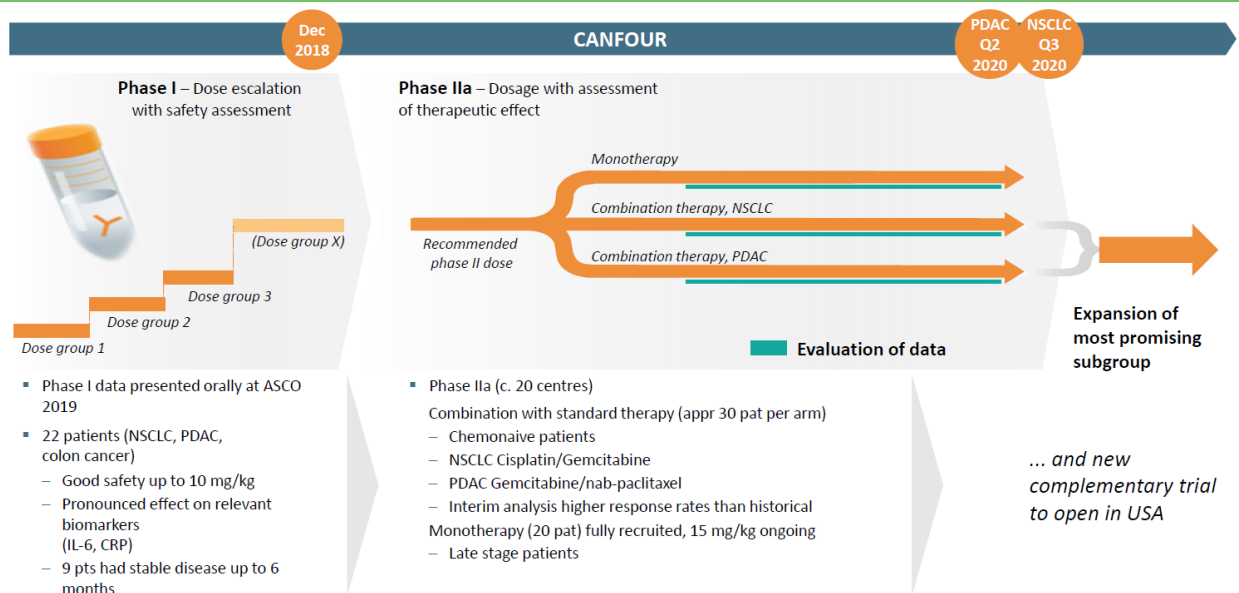 Dec
2018
CANFOUR
PDAC
Q2
2020
NSCLC
Q3
2020
Phase I – Dose escalation
with safety assessment
(Dose group X)
Dose group 3
Dose group 2
Dose group 1
Phase IIa – Dosage with assessment
of therapeutic effect
Monotherapy
Combination therapy, NSCLC
Recommended
phase II dose
Combination therapy, PDAC
Evaluation of data
Expansion of
most promising
subgroup
▪ Phase I data presented orally at ASCO
2019
▪ 22 patients (NSCLC, PDAC,
colon cancer)
– Good safety up to 10 mg/kg
– Pronounced effect on relevant
biomarkers
(IL-6, CRP)
– 9 pts had stable disease up to 6
months
▪ Phase IIa (c. 20 centres)
Combination with standard therapy (appr 30 pat per arm)
– Chemonaive patients
– NSCLC Cisplatin/Gemcitabine
– PDAC Gemcitabine/nab-paclitaxel
– Interim analysis higher response rates than historical
Monotherapy (20 pat) fully recruited, 15 mg/kg ongoing
– Late stage patients
... and new
complementary trial
to open in USA